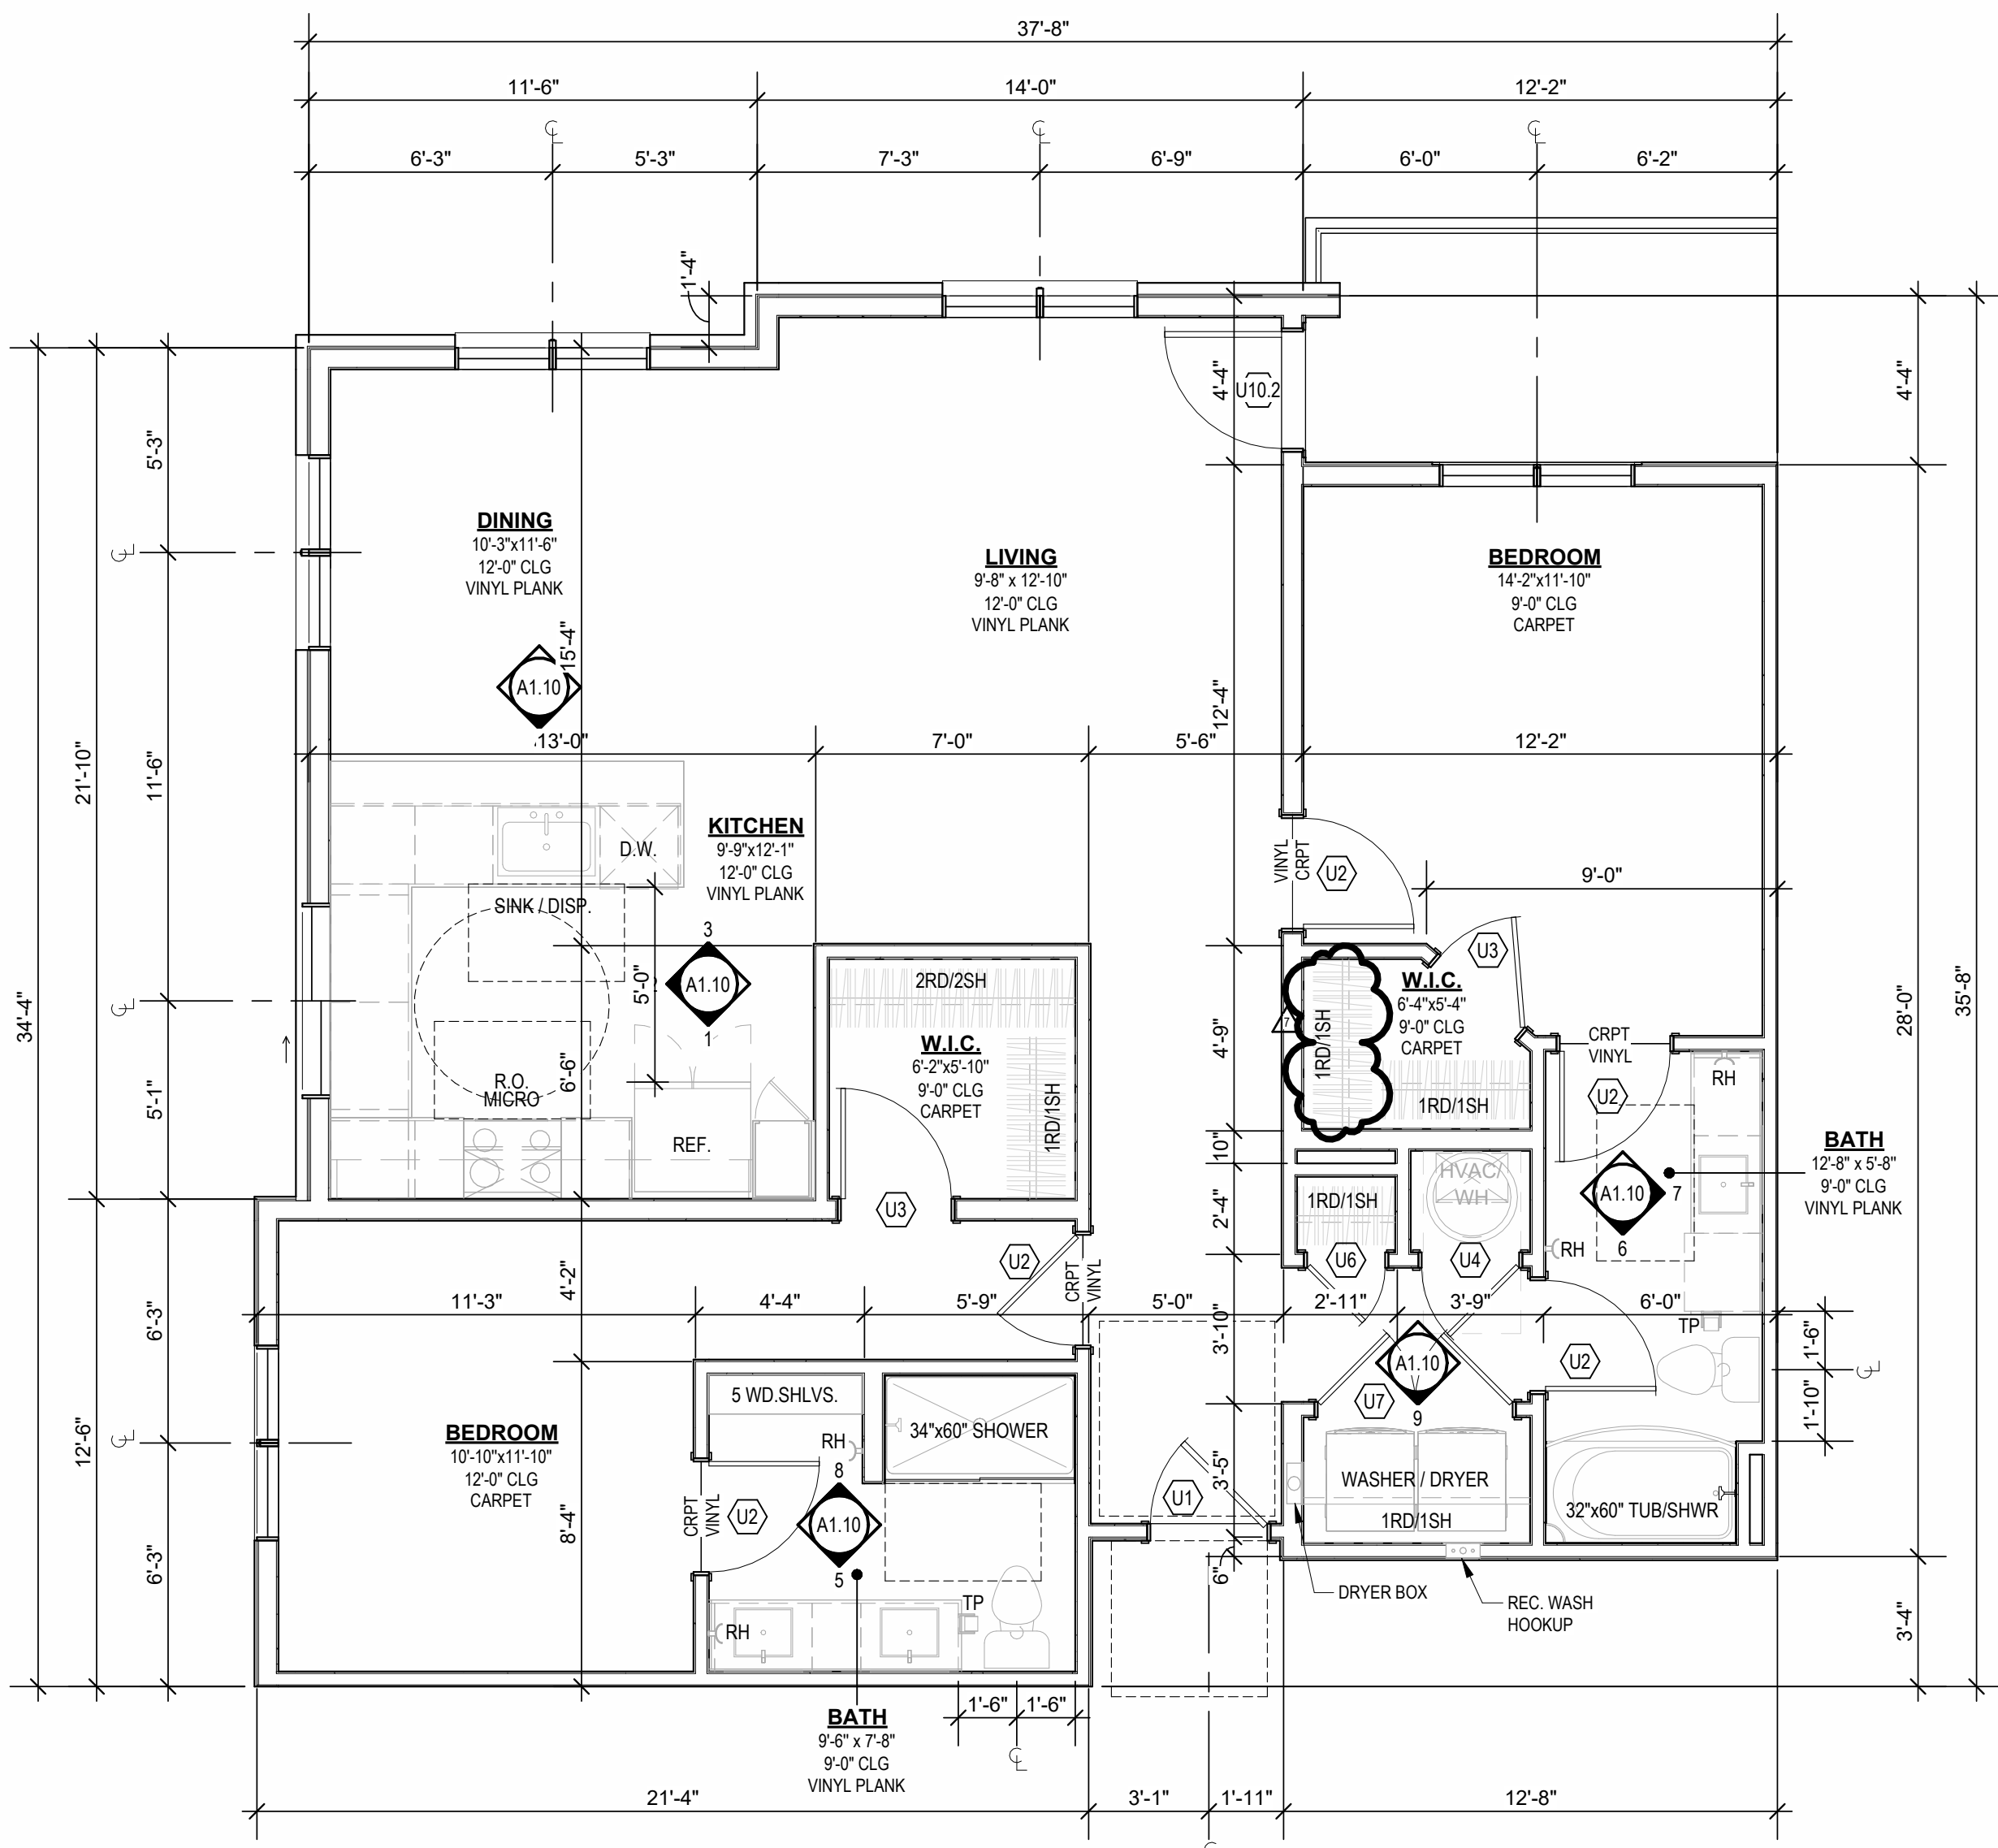 37'-8"
11'-6"
14'-0"
12'-2"
6'-3"
5'-3"
7'-3"
6'-9"
6'-0"
6'-2"
1'-4"
4'-4"
U10.2
4'-4"
5'-3"
DINING
10'-3"x11'-6"
12'-0" CLG
VINYL PLANK
LIVING
9'-8" x 12'-10"
12'-0" CLG
VINYL PLANK
BEDROOM
14'-2"x11'-10"
9'-0" CLG
CARPET
A1.10
15'-4"
12'-4"
13'-0"
7'-0"
5'-6"
12'-2"
21'-10"
11'-6"
34'-4"
KITCHEN
9'-9"x12'-1"
12'-0" CLG
VINYL PLANK
D.W.
SINK / DISP.
VINYL
CRPT
U2
9'-0"
3
A1.10
1
5'-0"
2RD/2SH
W.I.C.
6'-2"x5'-10"
9'-0" CLG
CARPET
1RD/1SH
U3
W.I.C.
6'-4"x5'-4"
9'-0" CLG
CARPET
7
1RD/1SH
1RD/1SH
4'-9"
28'-0"
35'-8"
CRPT
VINYL
RH
U2
R.O.
MICRO
6'-6"
5'-1"
REF.
10"
HVAC/
WH
BATH
12'-8" x 5'-8"
9'-0" CLG
VINYL PLANK
A1.10
7
6
RH
1RD/1SH
2'-4"
U3
U2
U6
U4
CRPT
VINYL
4'-2"
6'-3"
11'-3"
4'-4"
5'-9"
5'-0"
2'-11"
3'-9"
6'-0"
3'-10"
TP
1'-6"
1'-10"
U2
A1.10
9
U7
12'-6"
BEDROOM
10'-10"x11'-10"
12'-0" CLG
CARPET
5 WD.SHLVS.
34"x60" SHOWER
RH
8
A1.10
5
CRPT
VINYL
U2
3'-5"
U1
WASHER / DRYER
1RD/1SH
32"x60" TUB/SHWR
8'-4"
6'-3"
6"
DRYER BOX
REC. WASH
HOOKUP
3'-4"
RH
TP
1'-6"
1'-6"
BATH
9'-6" x 7'-8"
9'-0" CLG
VINYL PLANK
21'-4"
3'-1"
1'-11"
12'-8"